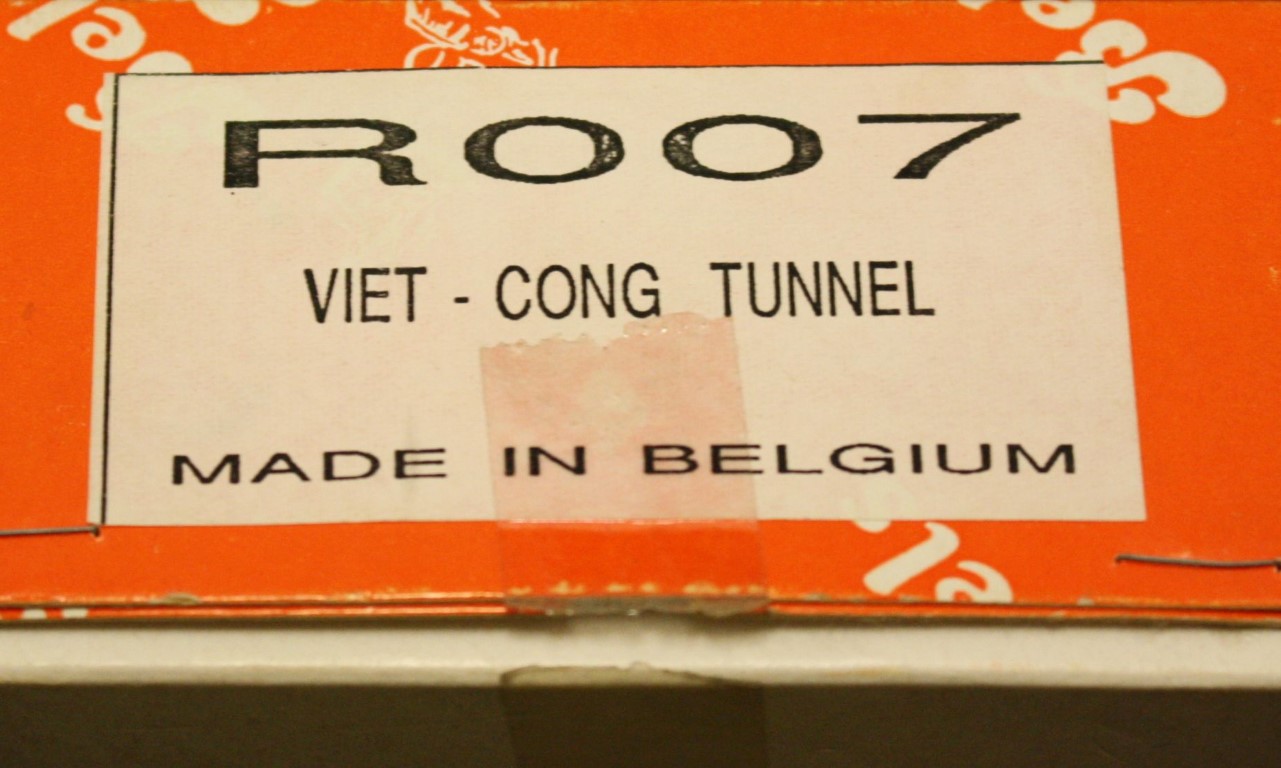 R007
VIET - CONG TUNNEL
MADE IN BELGIUM